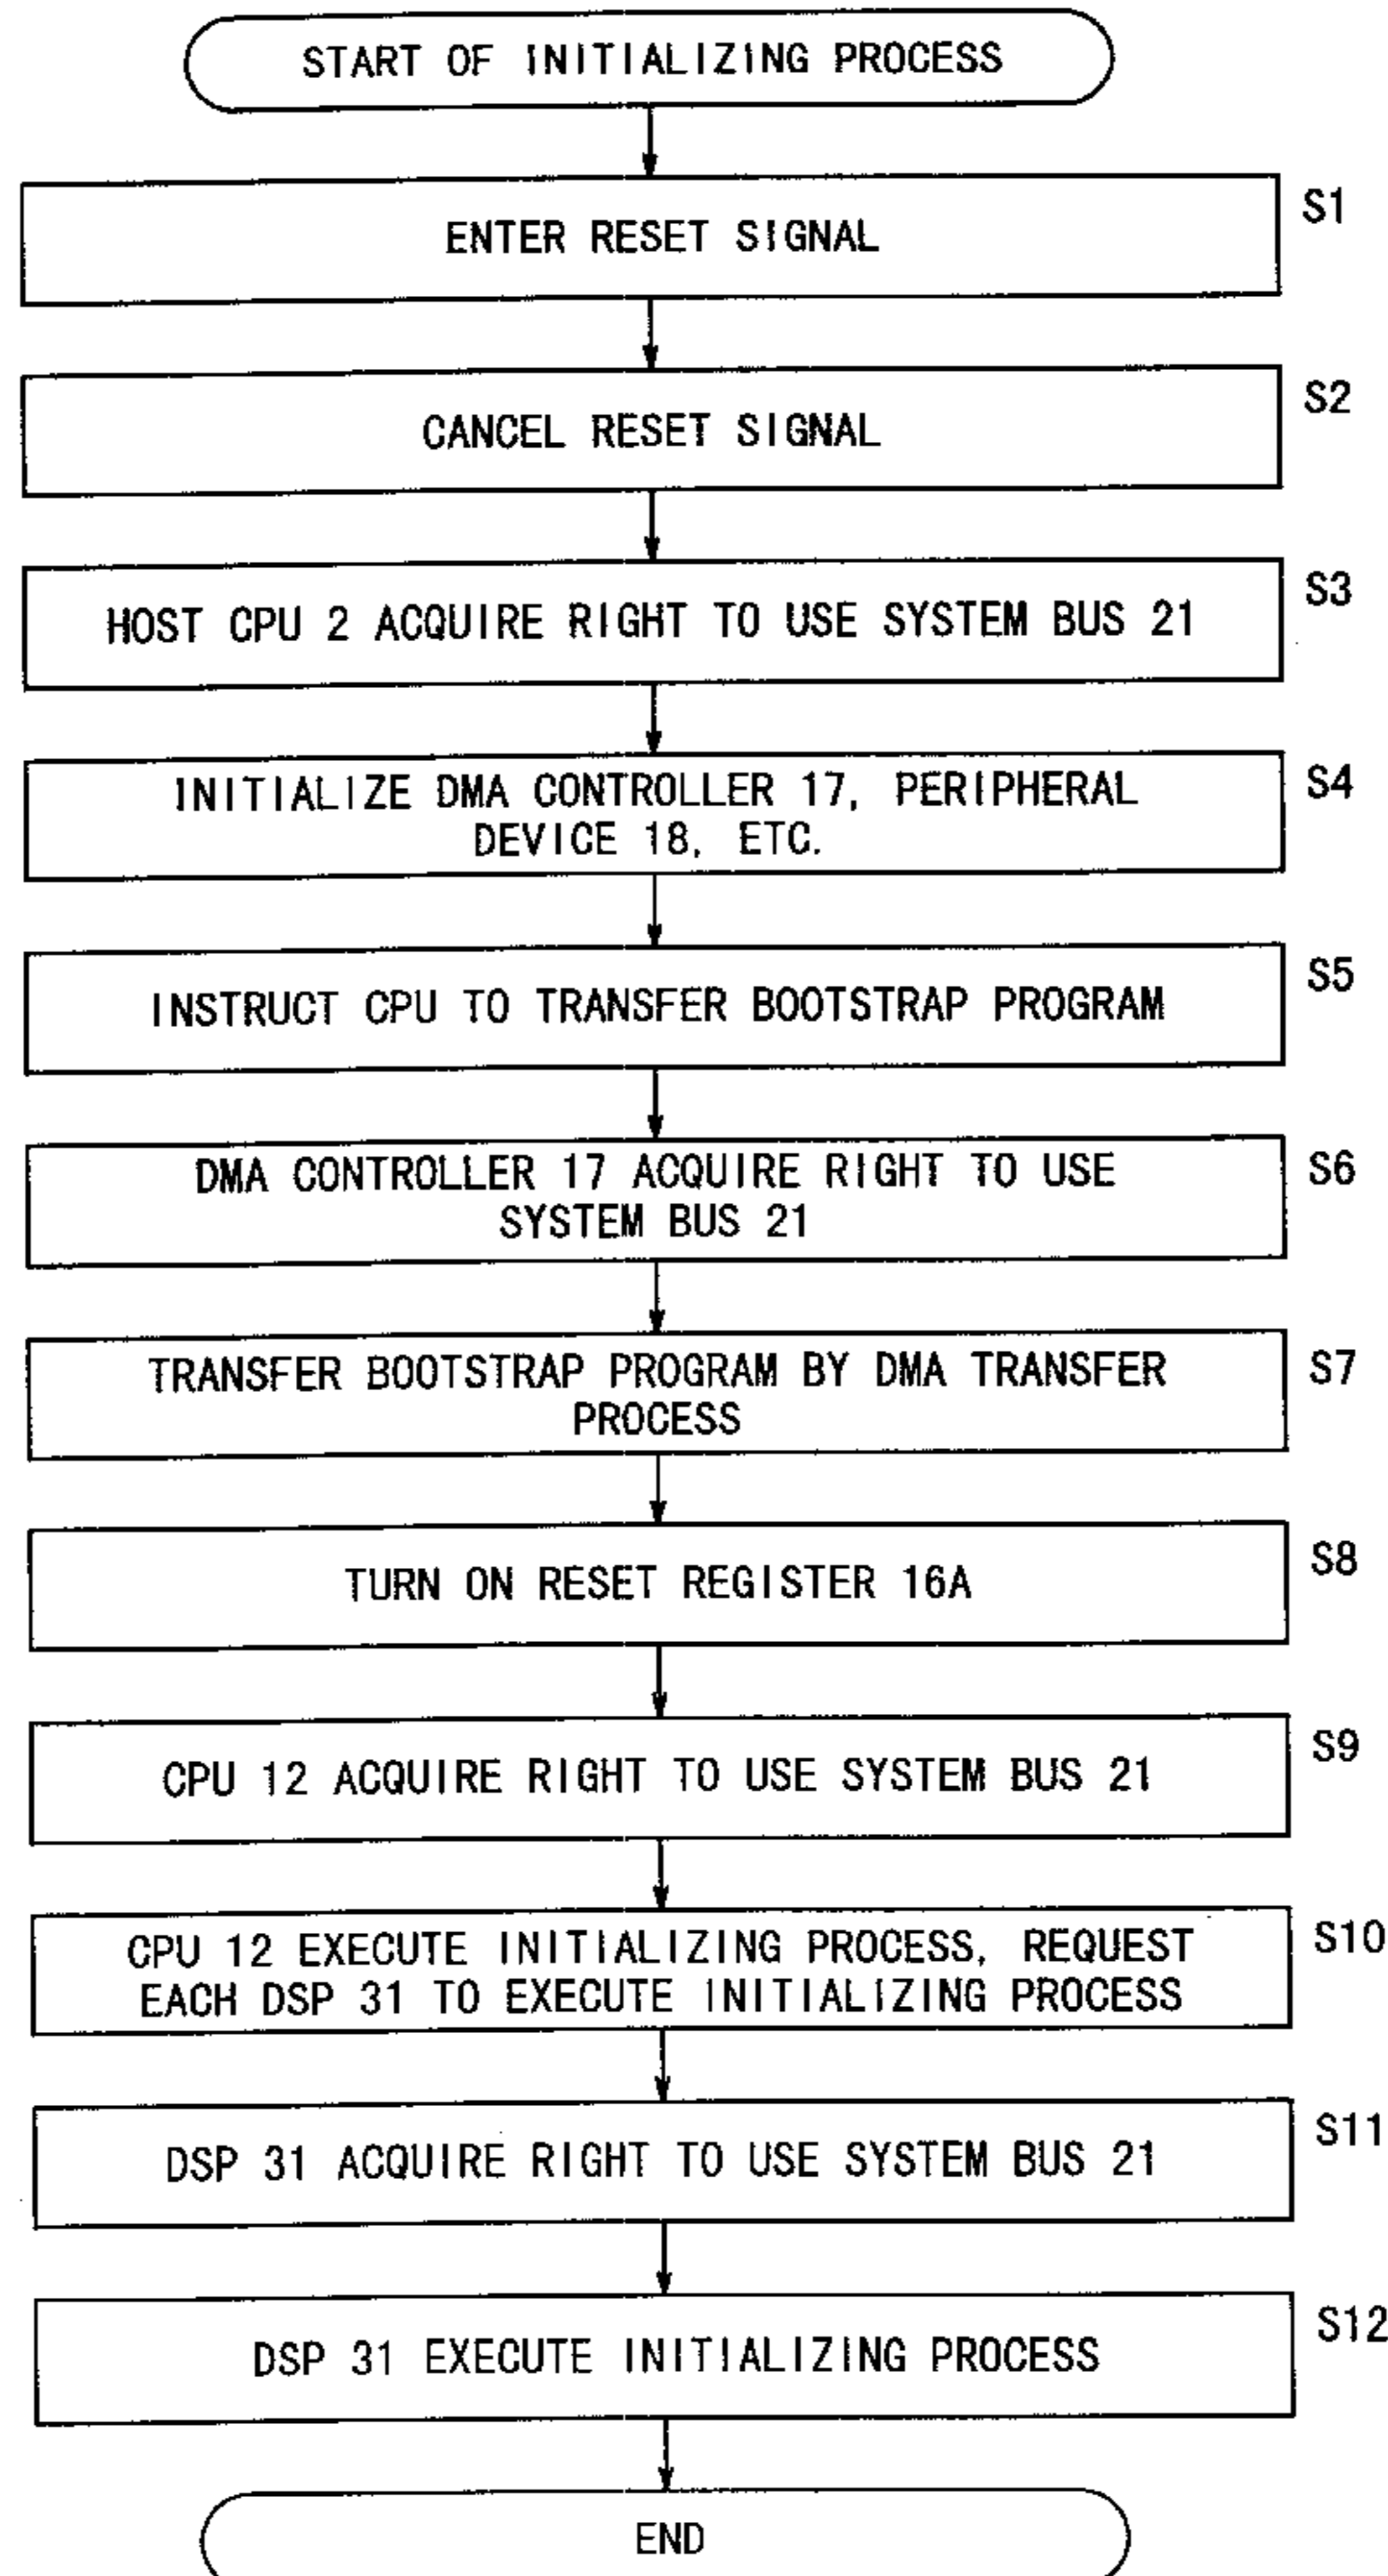 START OF INITIALIZING PROCESS
ENTER RESET SIGNAL
S1
CANCEL RESET SIGNAL
S2
HOST CPU 2 ACQUIRE RIGHT TO USE SYSTEM BUS 21
S3
INITIALIZE DMA CONTROLLER 17, PERIPHERAL
DEVICE 18, ETC.
S4
INSTRUCT CPU TO TRANSFER BOOTSTRAP PROGRAM
S5
DMA CONTROLLER 17 ACQUIRE RIGHT TO USE
SYSTEM BUS 21
S6
TRANSFER BOOTSTRAP PROGRAM BY DMA TRANSFER
PROCESS
S7
TURN ON RESET REGISTER 16A
S8
CPU 12 ACQUIRE RIGHT TO USE SYSTEM BUS 21
S9
CPU 12 EXECUTE INITIALIZING PROCESS, REQUEST
EACH DSP 31 TO EXECUTE INITIALIZING PROCESS
S10
DSP 31 ACQUIRE RIGHT TO USE SYSTEM BUS 21
S11
DSP 31 EXECUTE INITIALIZING PROCESS
S12
END